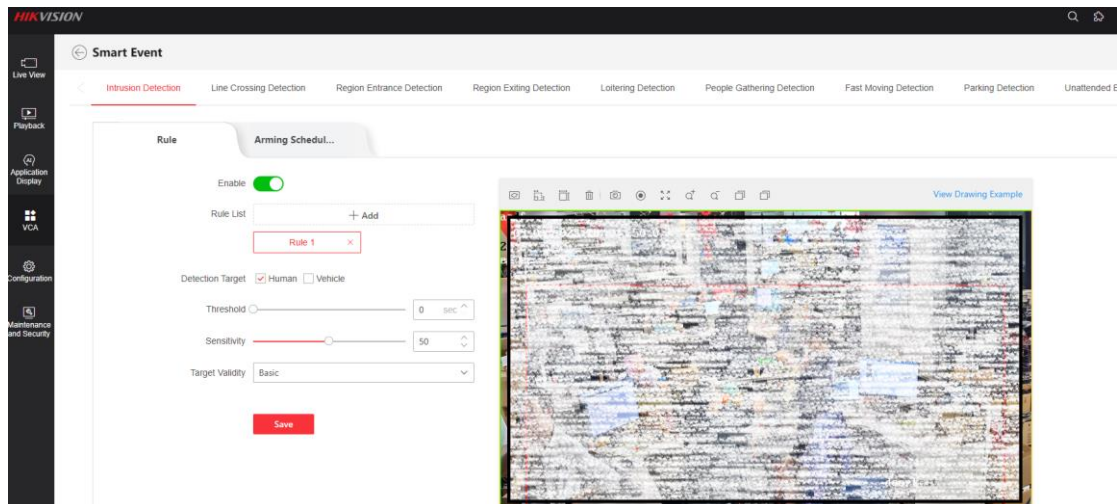 HIKVISION
Smart Event
Live View
Intrusion Detection
Line Crossing Detection
Region Entrance Detection
Region Exiting Detection
Loitering Detection
People Gathering Detection
Fast Moving Detection
Parking Detection
Unattended B
Playback
Rule
Arming Schedul...
Application
Display
Enable
View Drawing Example
Rule List
+ Add
VCA
Rule 1 ×
Configuration
Detection Target
Human
Vehicle
Threshold
0 sec
Maintenance
and Security
Sensitivity
50
Target Validity
Basic
Save